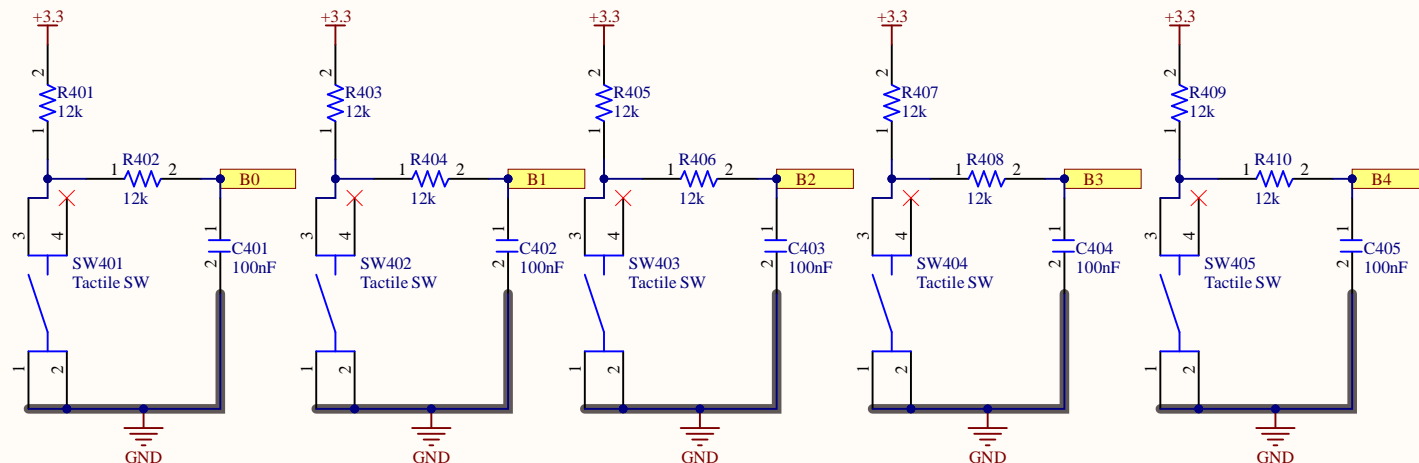 +3.3
2
R401
12k
1
1
R402
2
12k
B0
3
4
SW401
Tactile SW
1
C401
2
100nF
1
2
GND
+3.3
2
R403
12k
1
1
R404
2
12k
B1
3
4
SW402
Tactile SW
1
C402
2
100nF
1
2
GND
+3.3
2
R405
12k
1
1
R406
2
12k
B2
3
4
SW403
Tactile SW
1
C403
2
100nF
1
2
GND
+3.3
2
R407
12k
1
1
R408
2
12k
B3
3
4
SW404
Tactile SW
1
C404
2
100nF
1
2
GND
+3.3
2
R409
12k
1
1
R410
2
12k
B4
3
4
SW405
Tactile SW
1
C405
2
100nF
1
2
GND